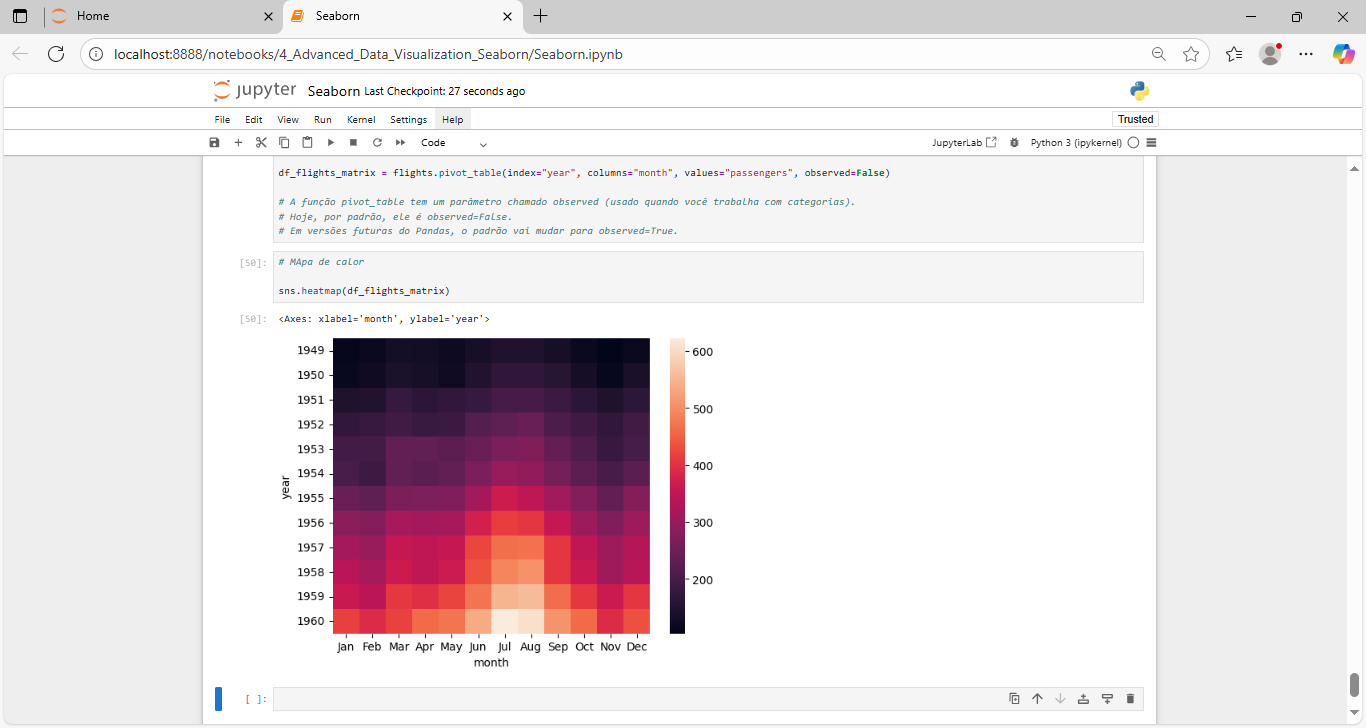 Home
Seaborn
localhost:8888/notebooks/4_Advanced_Data_Visualization_Seaborn/Seaborn.ipynb
jupyter Seaborn Last Checkpoint: 27 seconds ago
File Edit View Run Kernel Settings Help Trusted
Code JupyterLab Python 3 (ipykernel)
df_flights_matrix = flights.pivot_table(index="year", columns="month", values="passengers", observed=False)
# A função pivot_table tem um parâmetro chamado observed (usado quando você trabalha com categorias).
# Hoje, por padrão, ele é observed=False.
# Em versões futuras do Pandas, o padrão vai mudar para observed=True.
[50]: # MApa de calor
sns.heatmap(df_flights_matrix)
[50]: <Axes: xlabel='month', ylabel='year'>
1949
1950
1951
1952
1953
1954
1955
1956
1957
1958
1959
1960
year
Jan Feb Mar Apr May Jun Jul Aug Sep Oct Nov Dec
month
600
500
400
300
200
[ ]: